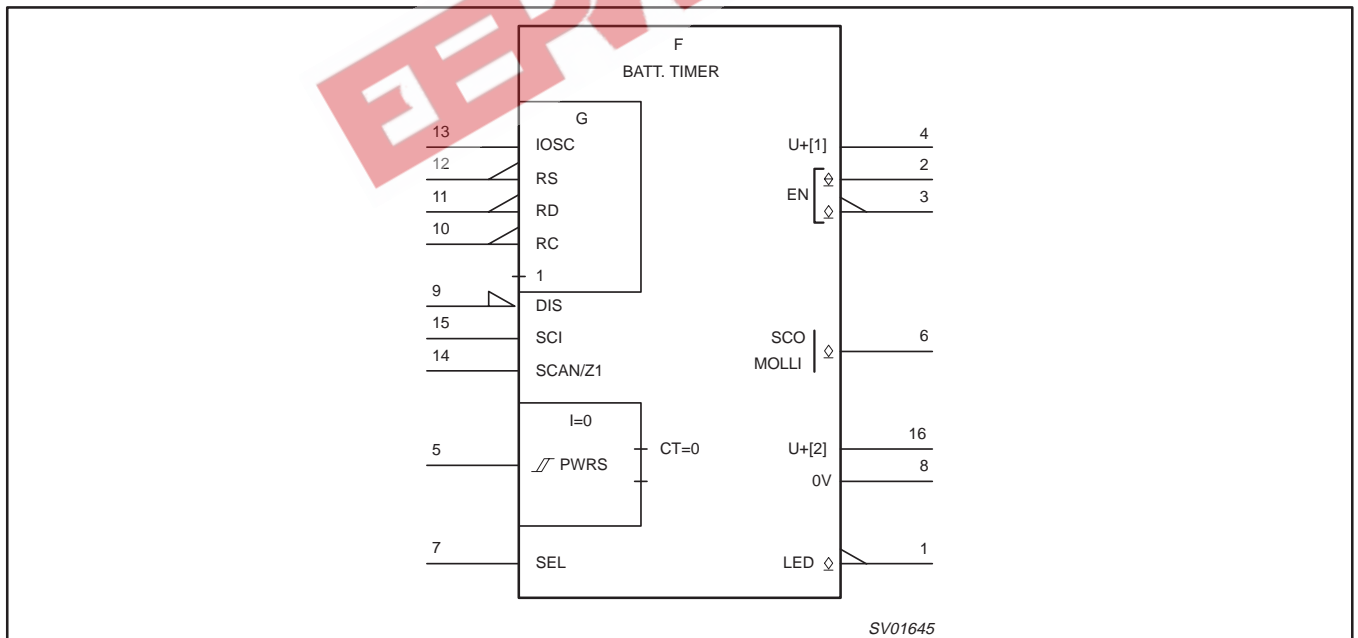 F
BATT. TIMER
G
13 IOSC
12 RS
11 RD
10 RC
1
9 DIS
15 SCI
14 SCAN/Z1
I=0
5 PWRS
CT=0
7 SEL
U+[1] 4
2
EN
3
SCO 6
MOLLI
U+[2] 16
0V 8
LED 1
SV01645